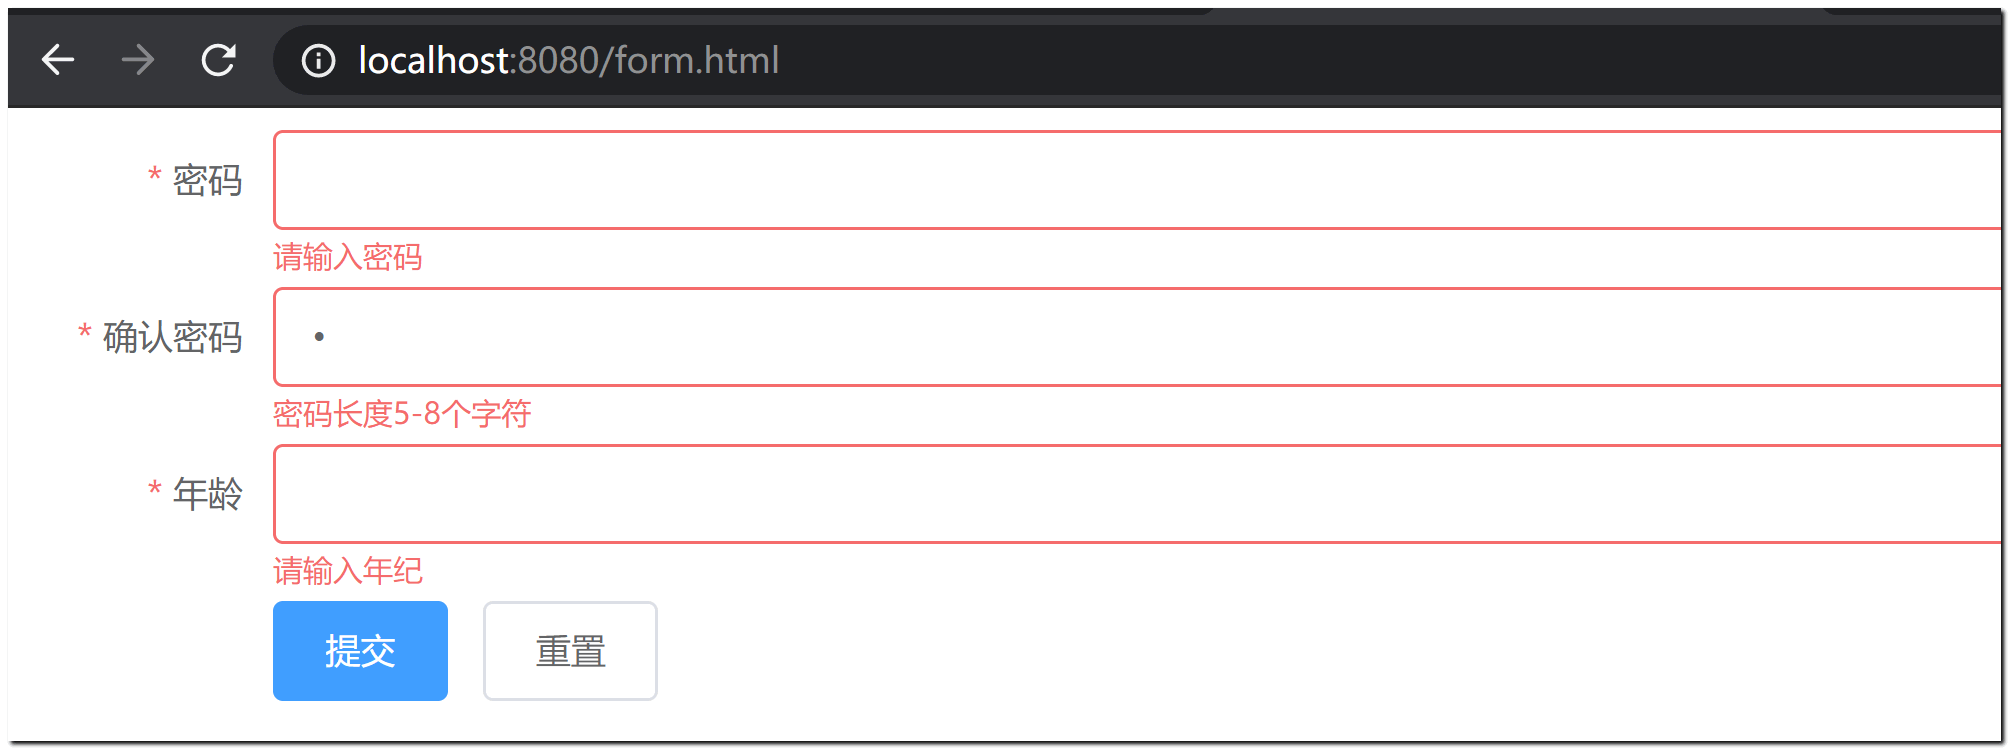 localhost:8080/form.html
* 密码
请输入密码
* 确认密码
•
密码长度5-8个字符
* 年龄
请输入年纪
提交 重置